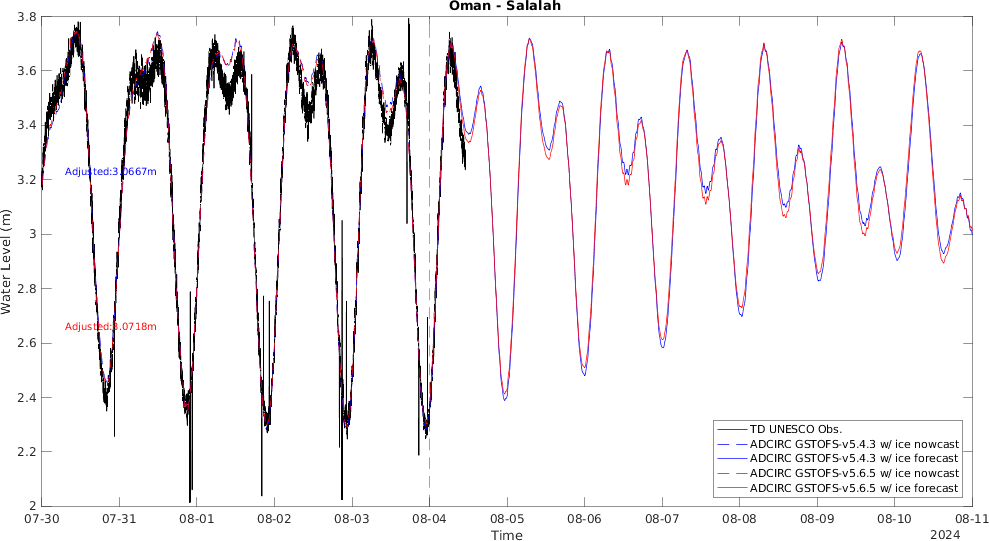 Oman - Salalah
3.8
3.6
3.4
3.2
3
2.8
2.6
2.4
2.2
2
Water Level (m)
Adjusted:3.0667m
Adjusted:3.0718m
TD UNESCO Obs.
ADCIRC GSTOFS-v5.4.3 w/ ice nowcast
ADCIRC GSTOFS-v5.4.3 w/ ice forecast
ADCIRC GSTOFS-v5.6.5 w/ ice nowcast
ADCIRC GSTOFS-v5.6.5 w/ ice forecast
07-30 07-31 08-01 08-02 08-03 08-04 08-05 08-06 08-07 08-08 08-09 08-10 08-11
Time
2024